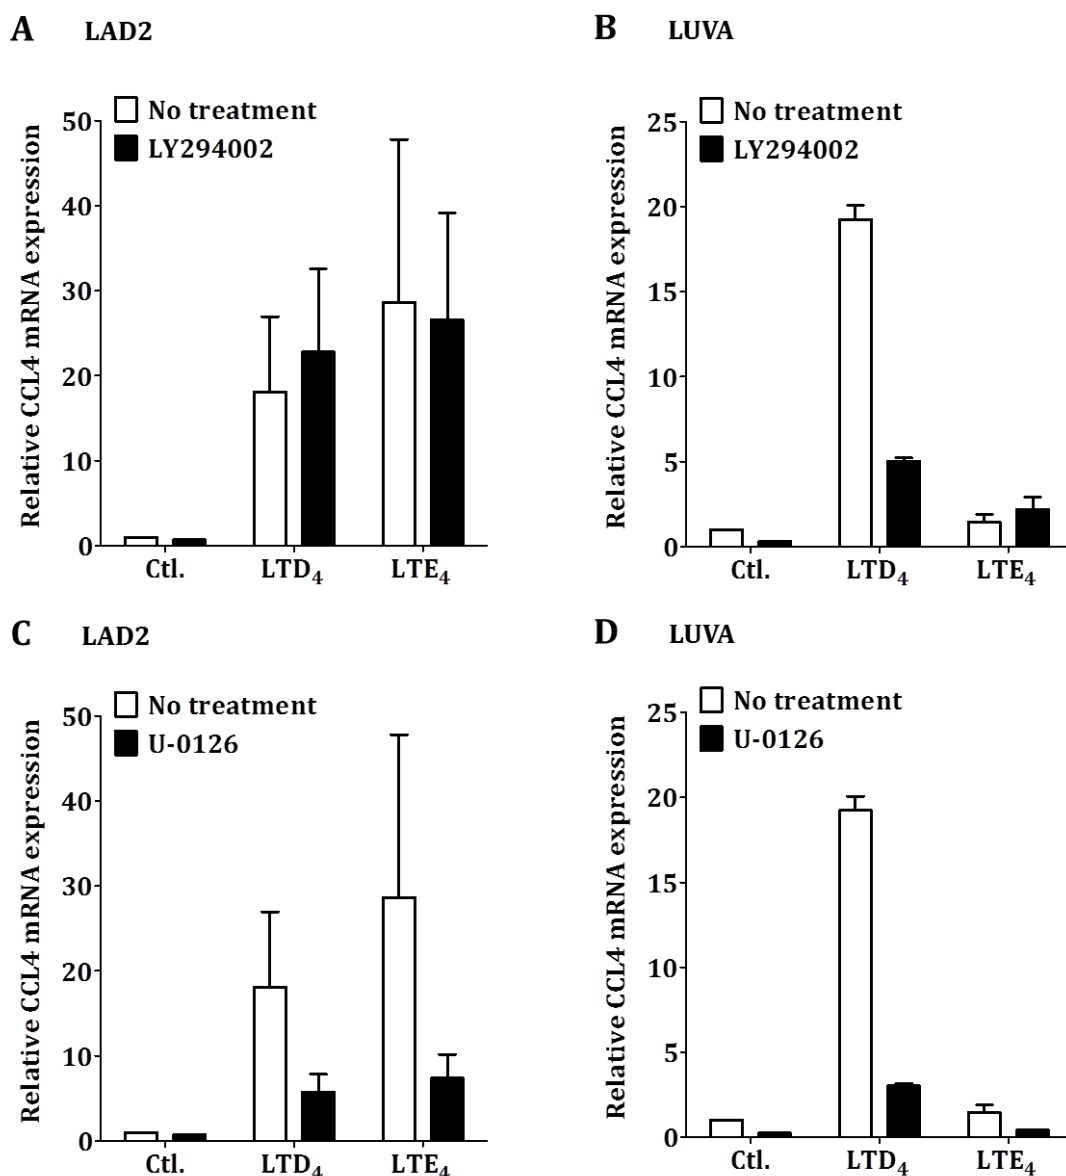 A LAD2
No treatment
LY294002
Relative CCL4 mRNA expression
50
40
30
20
10
0
Ctl. LTD4 LTE4
B LUVA
No treatment
LY294002
Relative CCL4 mRNA expression
25
20
15
10
5
0
Ctl. LTD4 LTE4
C LAD2
No treatment
U-0126
Relative CCL4 mRNA expression
50
40
30
20
10
0
Ctl. LTD4 LTE4
D LUVA
No treatment
U-0126
Relative CCL4 mRNA expression
25
20
15
10
5
0
Ctl. LTD4 LTE4